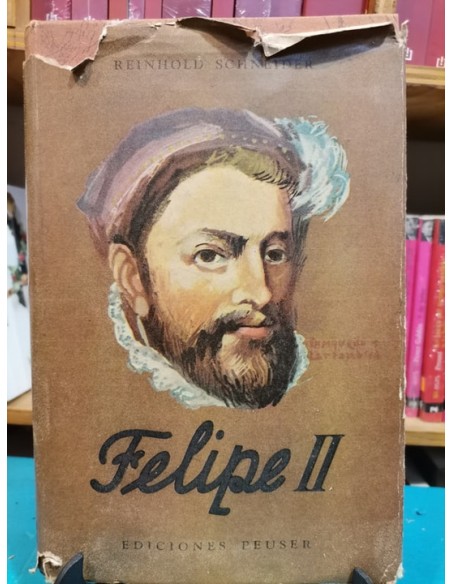 REINHOLD SCHNEIDER
Felipe II
EDICIONES PEUSER